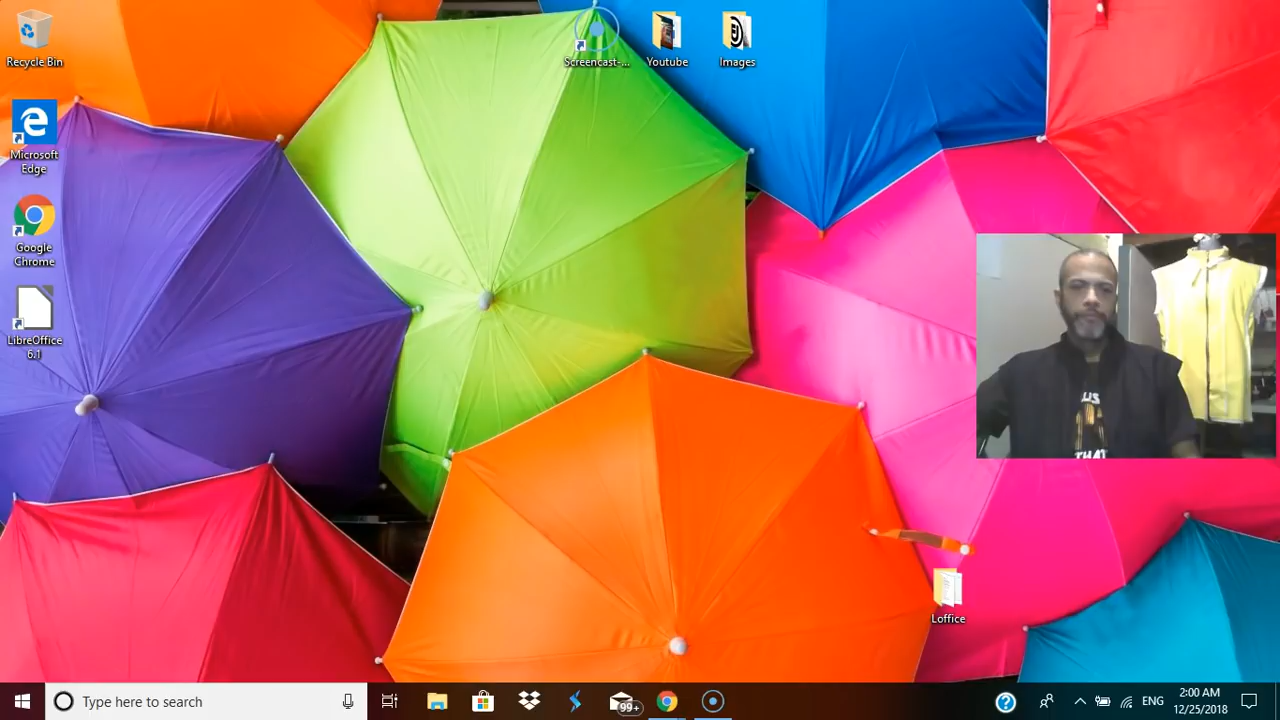 Recycle Bin
Screencast-...
Youtube
Images
Microsoft
Edge
Google
Chrome
LibreOffice
6.1
Loffice
Type here to search
99+
ENG
2:00 AM
12/25/2018